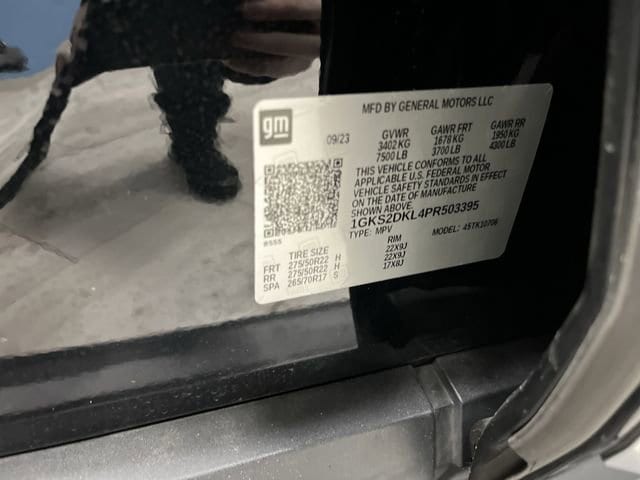 MFD BY GENERAL MOTORS LLC
gm
09/23 GVWR GAWR FRT GAWR RR
3402 KG 1678 KG 1950 KG
7500 LB 3700 LB 4300 LB
THIS VEHICLE CONFORMS TO ALL
APPLICABLE U.S. FEDERAL MOTOR
VEHICLE SAFETY STANDARDS IN EFFECT
ON THE DATE OF MANUFACTURE
SHOWN ABOVE.
1GKS2DKL4PR503395
TYPE: MPV MODEL: 4STK10706
TIRE SIZE RIM
FRT 275/50R22 H 22X9J
RR 275/50R22 H 22X9J
SPA 265/70R17 S 17X8J